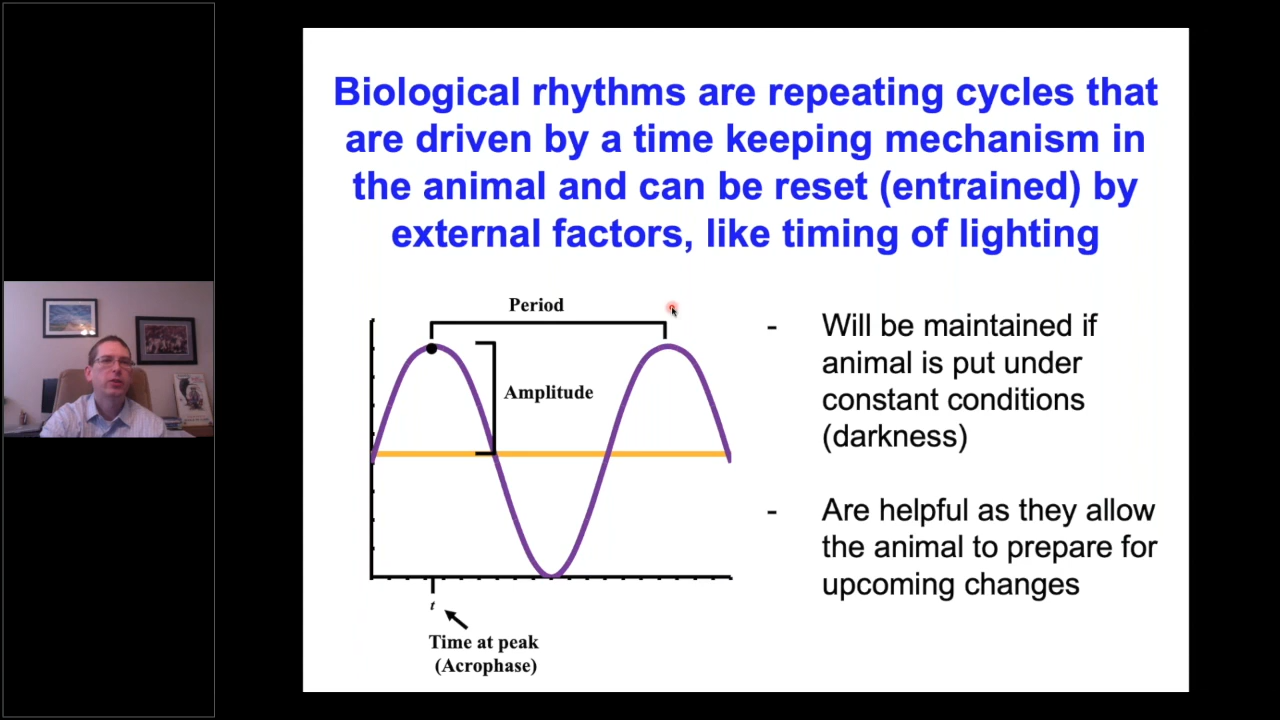 Biological rhythms are repeating cycles that
are driven by a time keeping mechanism in
the animal and can be reset (entrained) by
external factors, like timing of lighting
Period
Amplitude
t
Time at peak
(Acrophase)
- Will be maintained if
animal is put under
constant conditions
(darkness)
- Are helpful as they allow
the animal to prepare for
upcoming changes